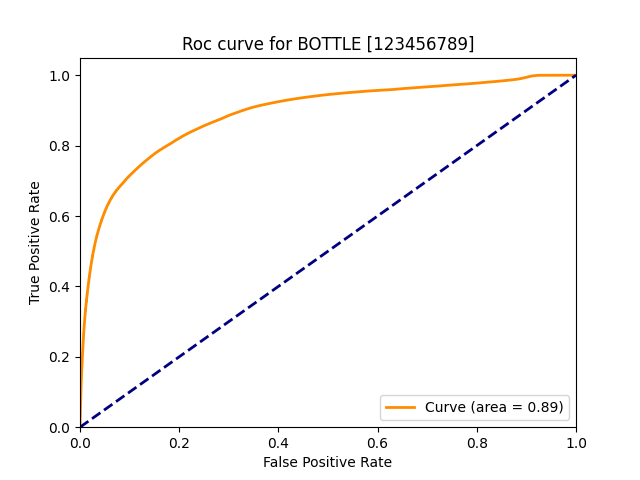 Roc curve for BOTTLE [123456789]
True Positive Rate
1.0
0.8
0.6
0.4
0.2
0.0
Curve (area = 0.89)
0.0 0.2 0.4 0.6 0.8 1.0
False Positive Rate